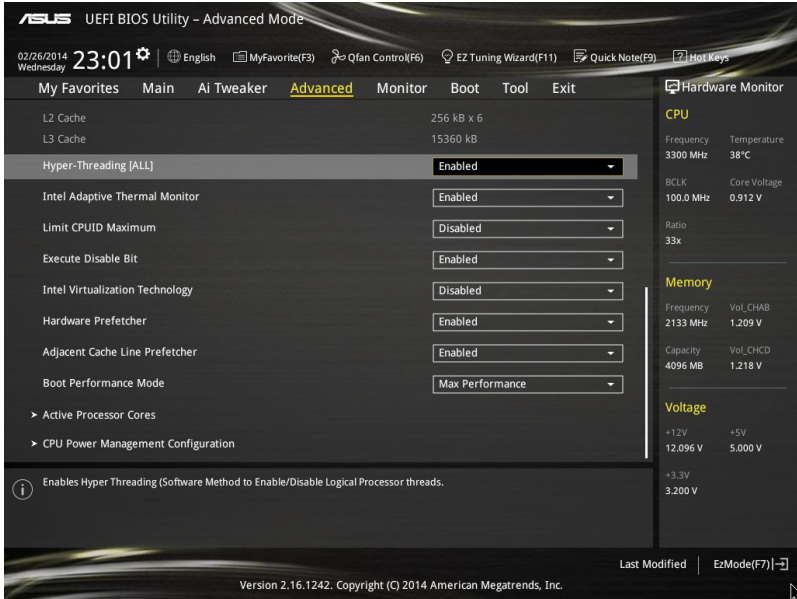 ASUS UEFI BIOS Utility – Advanced Mode
02/26/2014 Wednesday 23:01 English MyFavorite(F3) Qfan Control(F6) EZ Tuning Wizard(F11) Quick Note(F9) ? Hot Keys
My Favorites Main Ai Tweaker Advanced Monitor Boot Tool Exit
L2 Cache 256 kB x 6
L3 Cache 15360 kB
Hyper-Threading [ALL] Enabled
Intel Adaptive Thermal Monitor Enabled
Limit CPUID Maximum Disabled
Execute Disable Bit Enabled
Intel Virtualization Technology Disabled
Hardware Prefetcher Enabled
Adjacent Cache Line Prefetcher Enabled
Boot Performance Mode Max Performance
> Active Processor Cores
> CPU Power Management Configuration
i Enables Hyper Threading (Software Method to Enable/Disable Logical Processor threads.
Hardware Monitor
CPU
Frequency Temperature
3300 MHz 38°C
BCLK Core Voltage
100.0 MHz 0.912 V
Ratio
33x
Memory
Frequency Vol_CHAB
2133 MHz 1.209 V
Capacity Vol_CHCD
4096 MB 1.218 V
Voltage
+12V +5V
12.096 V 5.000 V
+3.3V
3.200 V
Last Modified EzMode(F7)
Version 2.16.1242. Copyright (C) 2014 American Megatrends, Inc.